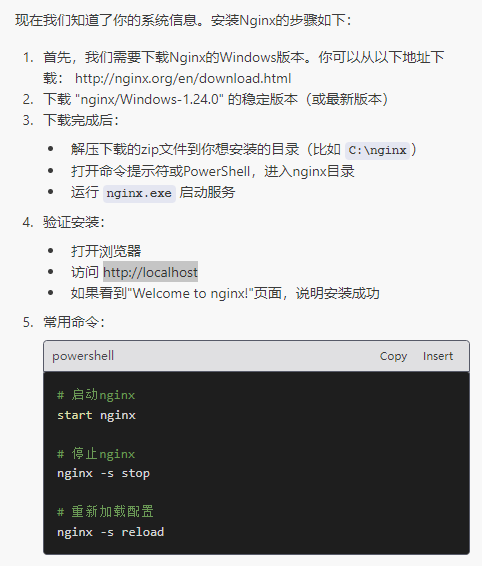 现在我们知道了你的系统信息。安装Nginx的步骤如下：
1. 首先，我们需要下载Nginx的Windows版本。你可以从以下地址下
载： http://nginx.org/en/download.html
2. 下载 "nginx/Windows-1.24.0" 的稳定版本（或最新版本）
3. 下载完成后：
• 解压下载的zip文件到你想安装的目录（比如 C:\nginx）
• 打开命令提示符或PowerShell，进入nginx目录
• 运行 nginx.exe 启动服务
4. 验证安装：
• 打开浏览器
• 访问 http://localhost
• 如果看到"Welcome to nginx!"页面，说明安装成功
5. 常用命令：
powershell Copy Insert
# 启动nginx
start nginx
# 停止nginx
nginx -s stop
# 重新加载配置
nginx -s reload